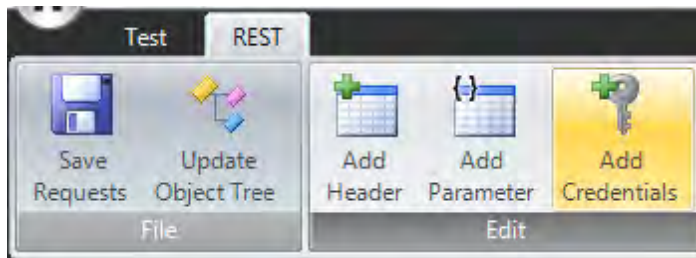 Test REST
Save Requests
Update Object Tree
Add Header
Add Parameter
Add Credentials
File
Edit